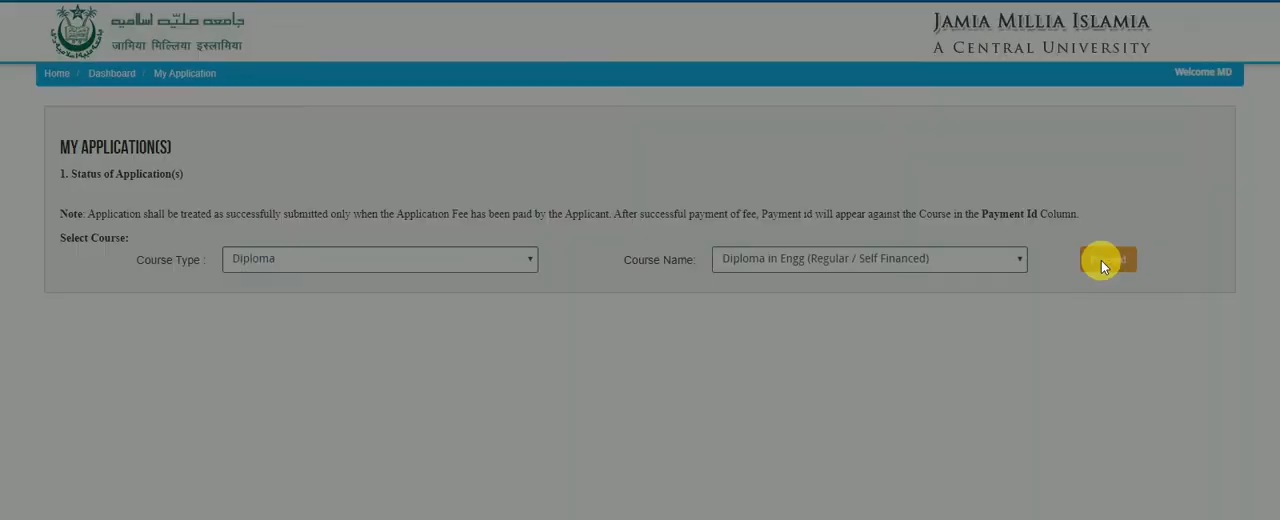 جامعہ ملیہ اسلامیہ
जामिया मिल्लिया इस्लामिया
Jamia Millia Islamia
A Central University
Home / Dashboard / My Application
Welcome MD
MY APPLICATION(S)
1. Status of Application(s)
Note: Application shall be treated as successfully submitted only when the Application Fee has been paid by the Applicant. After successful payment of fee, Payment id will appear against the Course in the Payment Id Column.
Select Course:
Course Type : Diploma Course Name: Diploma in Engg (Regular / Self Financed)